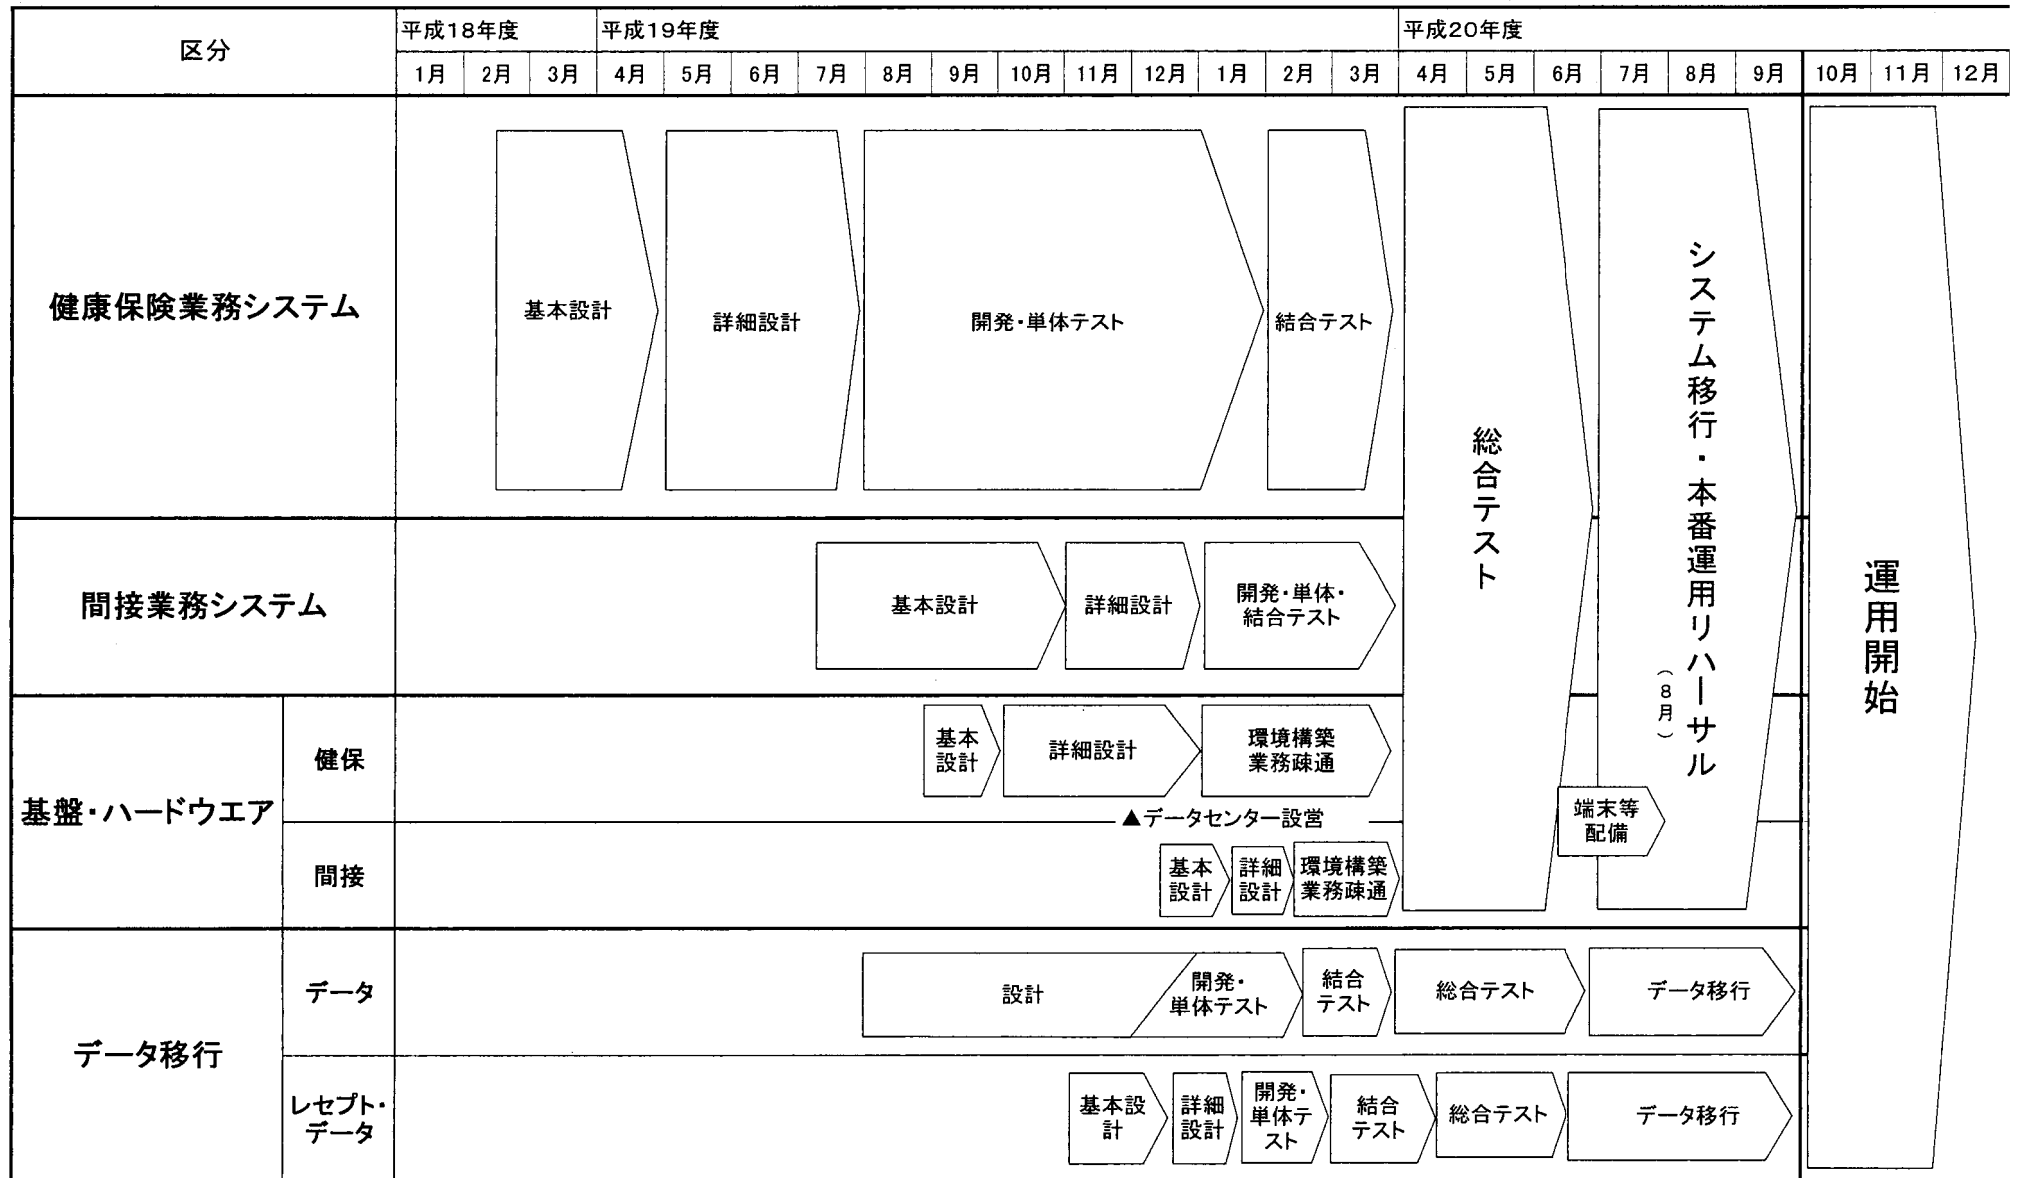 区分
平成18年度
平成19年度
平成20年度
1月 2月 3月 4月 5月 6月 7月 8月 9月 10月 11月 12月 1月 2月 3月 4月 5月 6月 7月 8月 9月 10月 11月 12月
健康保険業務システム
基本設計
詳細設計
開発・単体テスト
結合テスト
総合テスト
システム移行・本番運用リハーサル
(8月)
運用開始
間接業務システム
基本設計
詳細設計
開発・単体・
結合テスト
基盤・ハードウエア
健保
基本
設計
詳細設計
環境構築
業務疎通
▲データセンター設営
端末等
配備
間接
基本
設計
詳細
設計
環境構築
業務疎通
データ移行
データ
設計
開発・
単体テスト
結合
テスト
総合テスト
データ移行
レセプト・
データ
基本設
計
詳細
設計
開発・
単体テ
スト
結合
テスト
総合テスト
データ移行